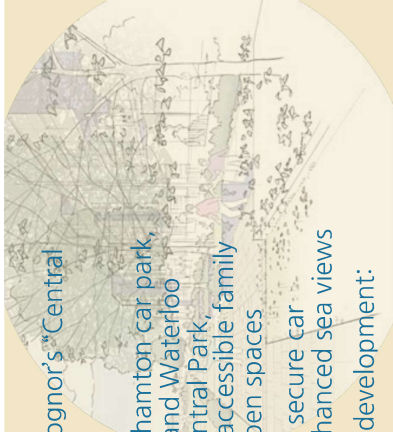 ognor's “Central
hamton car park,
and Waterloo
ntral Park,
accessible family
pen spaces
secure car
hanced sea views
development: